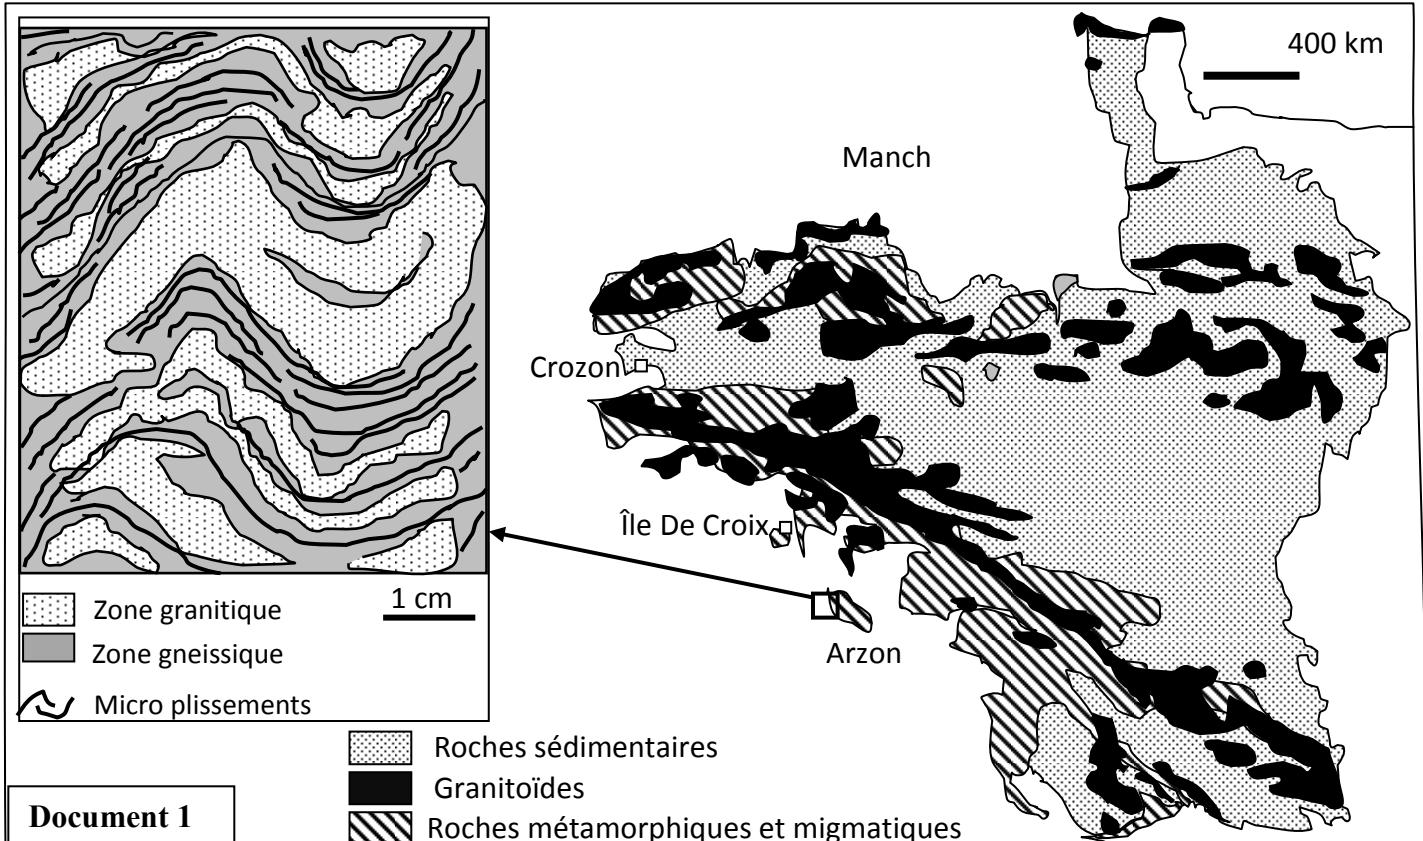 400 km
Manch
Crozon
Île De Croix
Arzon
1 cm
Zone granitique
Zone gneissique
Micro plissements
Roches sédimentaires
Granitoïdes
Roches métamorphiques et migmatiques
Document 1